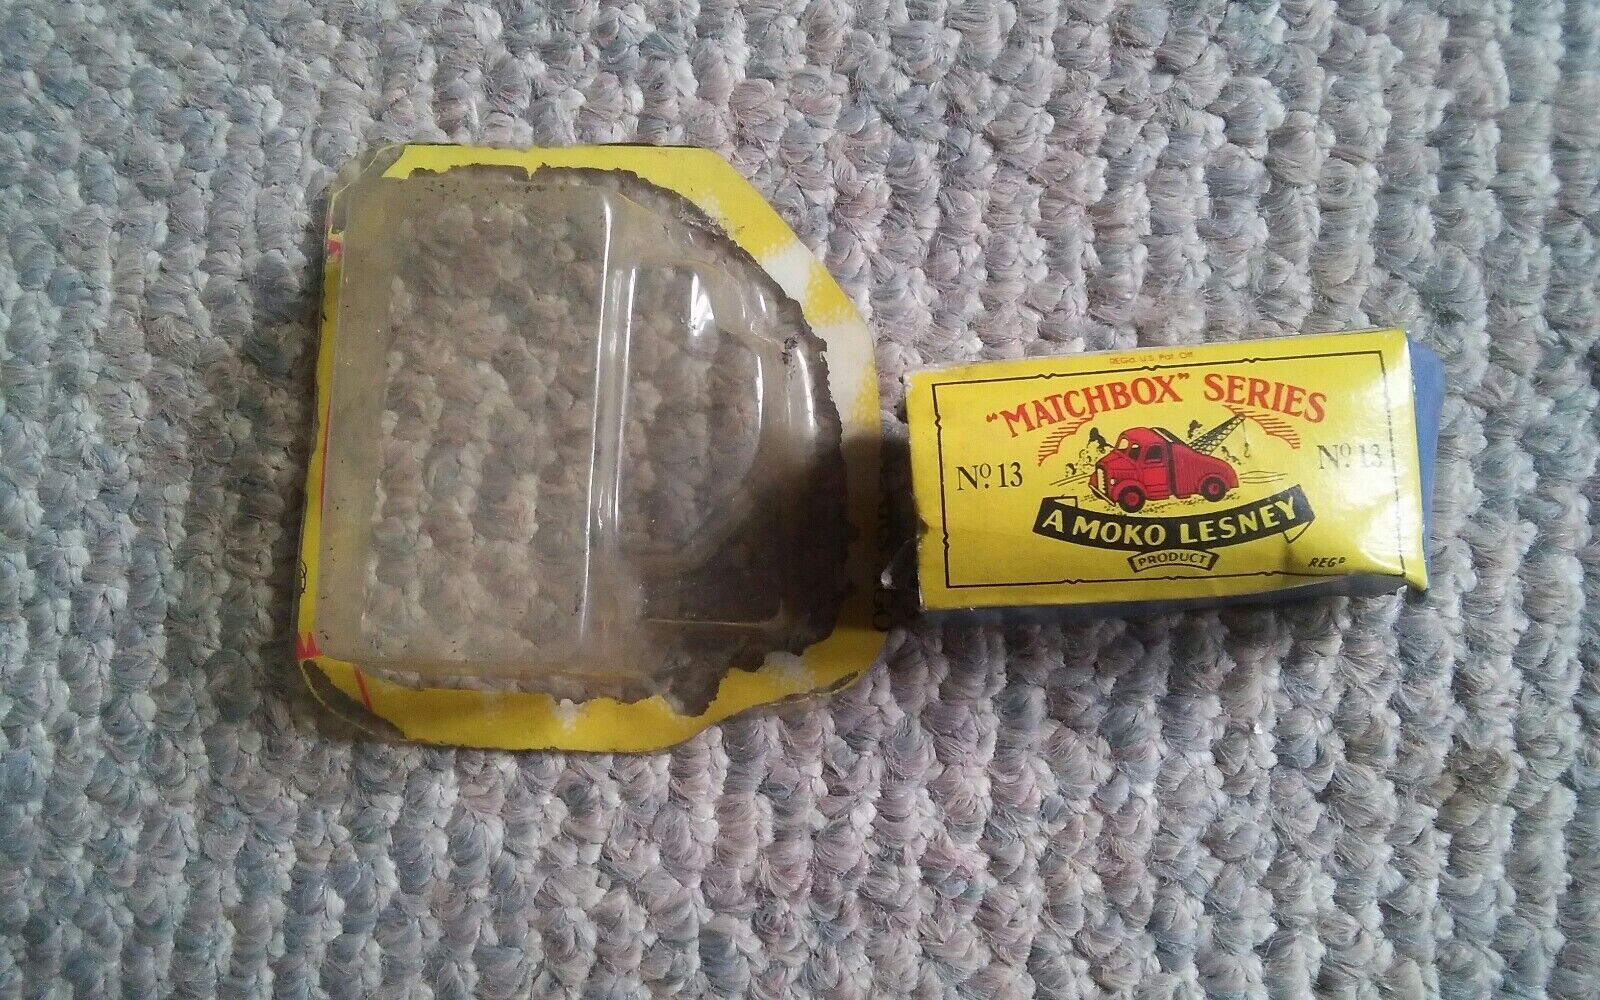 REGd. U.S. Pat. Off.
"MATCHBOX" SERIES
Nº. 13
Nº. 13
A MOKO LESNEY
PRODUCT
REGD